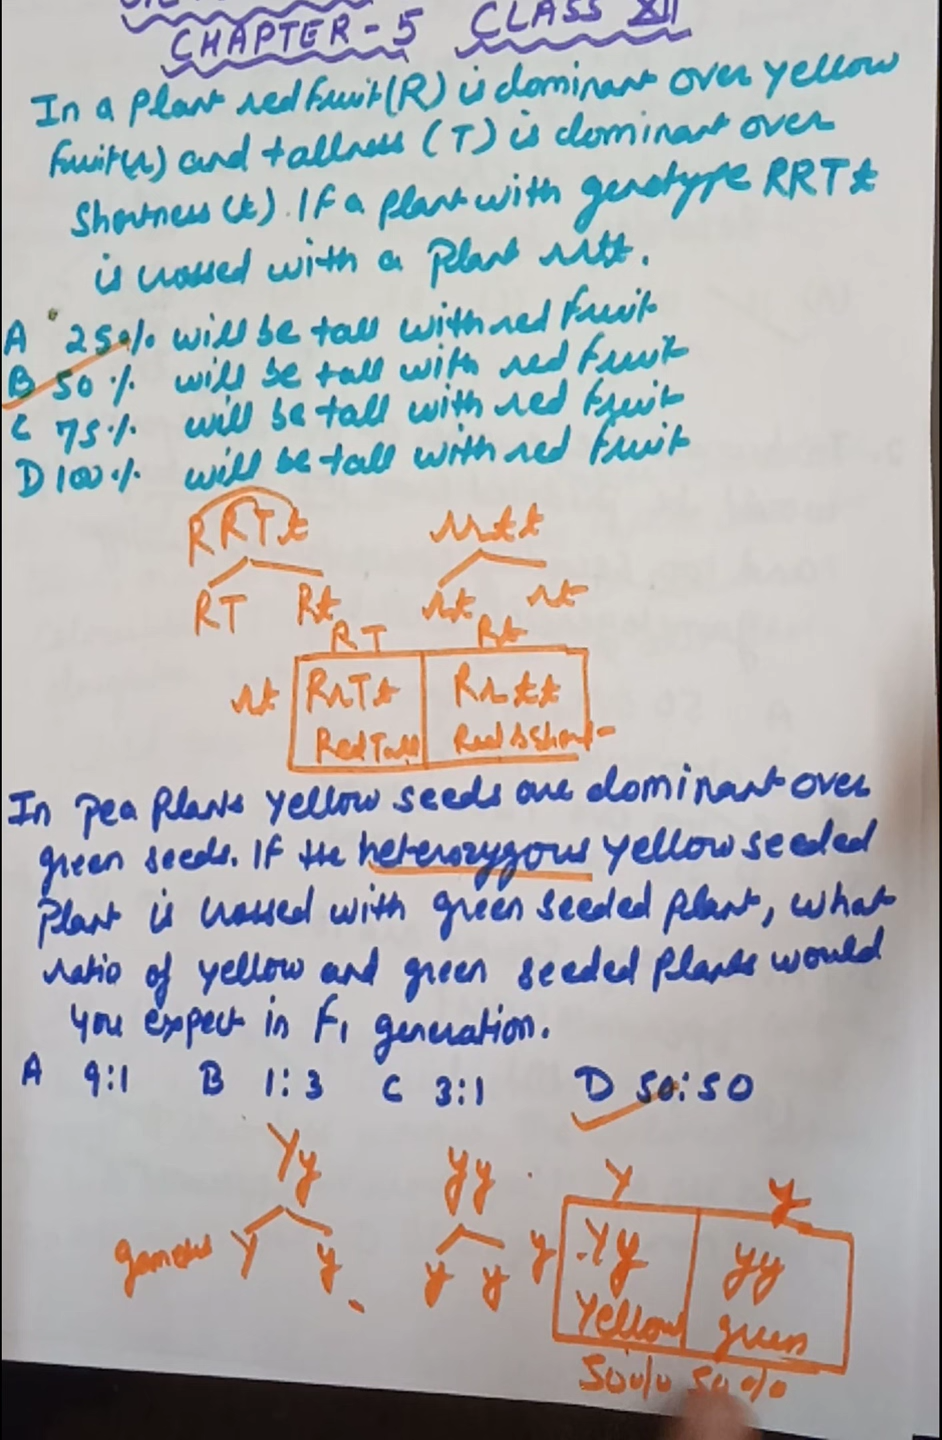 CHAPTER-5 CLASS XII
In a Plant red fruit (R) is dominant over yellow
fruit (r) and tallness (T) is dominant over
Shortness (t). If a plant with genotype RRTt
is crossed with a Plant rrtt.
A 25% will be tall with red fruit
B 50% will be tall with red fruit
C 75% will be tall with red fruit
D 100% will be tall with red fruit
RRTt rrtt
RT Rt rt rt
RT Rt
rt RrTt Rrtt
Red Tall Red & Short
In pea Plants yellow seeds are dominant over
green seeds. If the heterozygous yellow seeded
Plant is crossed with green seeded plant, what
ratio of yellow and green seeded Plants would
you expect in F1 generation.
A 9:1 B 1:3 C 3:1 D 50:50
Yy yy Y y
gametes Y y y y y Yy yy
Yellow green
50% 50%